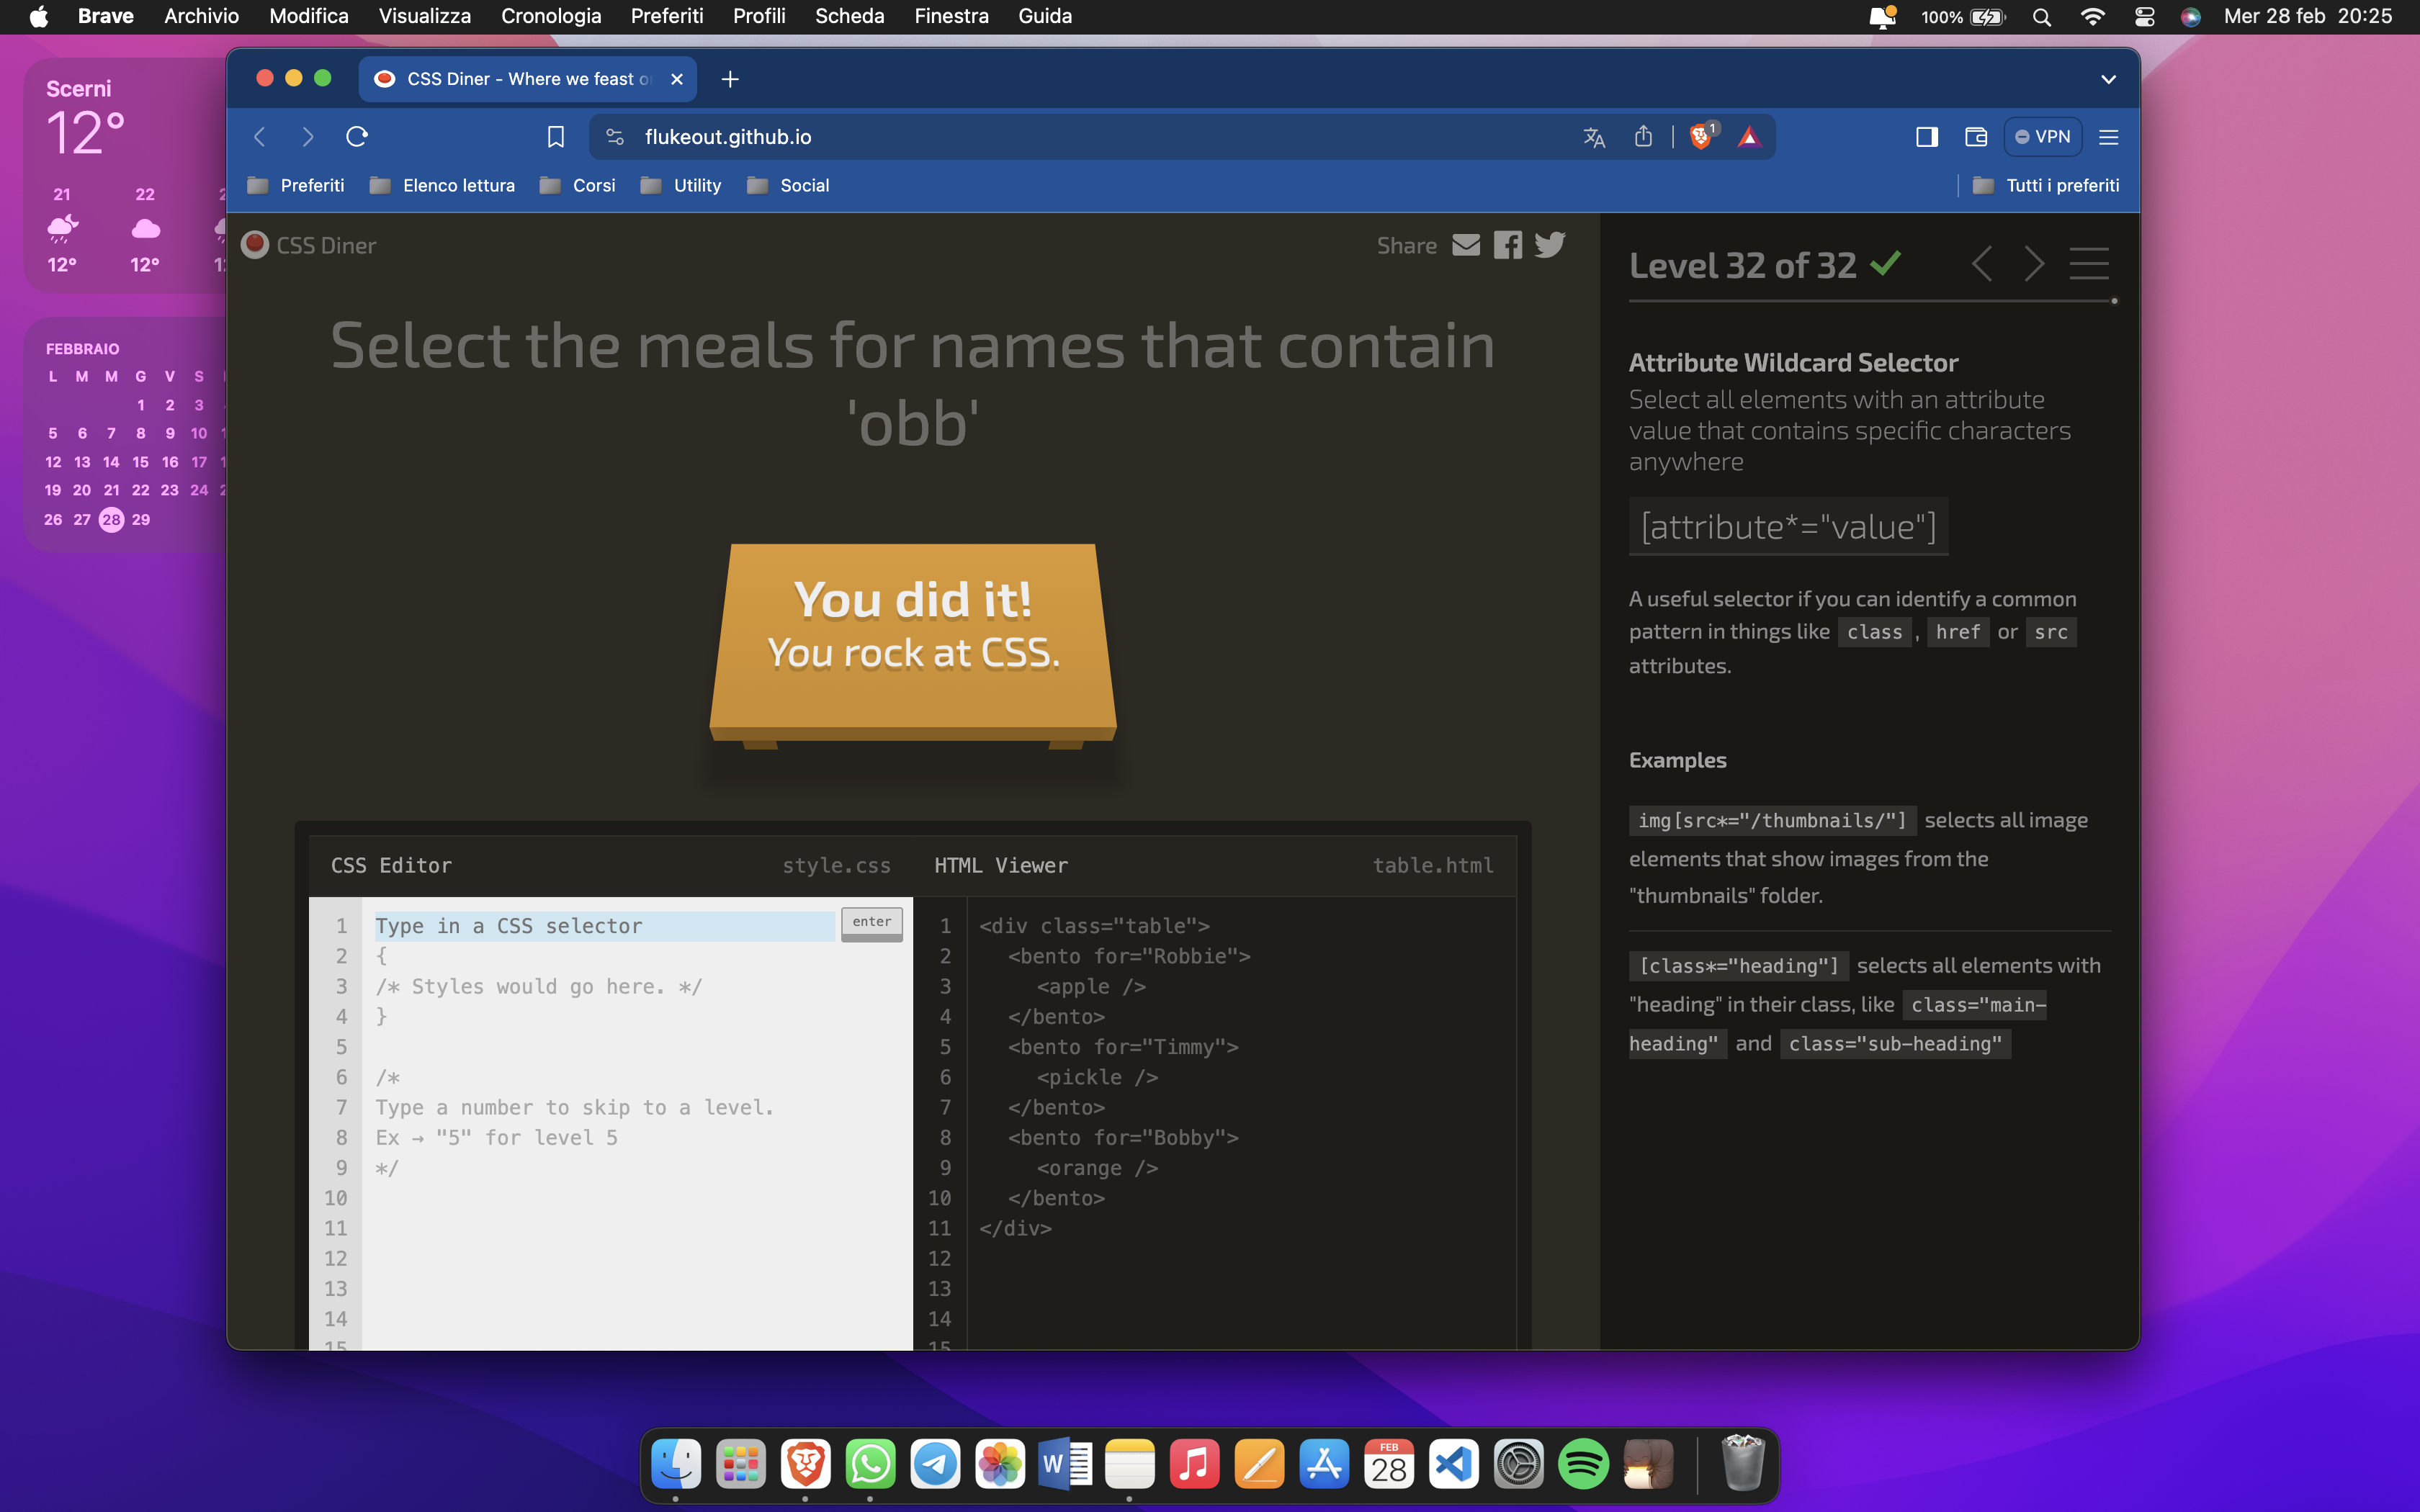 Brave Archivio Modifica Visualizza Cronologia Preferiti Profili Scheda Finestra Guida 100% Mer 28 feb 20:25
Scerni
12°
21 22
12° 12°
FEBBRAIO
L M M G V S
1 2 3
5 6 7 8 9 10
12 13 14 15 16 17
19 20 21 22 23 24
26 27 28 29
CSS Diner - Where we feast o
flukeout.github.io 1 VPN
Preferiti Elenco lettura Corsi Utility Social Tutti i preferiti
CSS Diner Share
Select the meals for names that contain
'obb'
You did it!
You rock at CSS.
CSS Editor style.css
1 Type in a CSS selector enter
2 {
3 /* Styles would go here. */
4 }
5
6 /*
7 Type a number to skip to a level.
8 Ex → "5" for level 5
9 */
10
11
12
13
14
15
HTML Viewer table.html
1 <div class="table">
2 <bento for="Robbie">
3 <apple />
4 </bento>
5 <bento for="Timmy">
6 <pickle />
7 </bento>
8 <bento for="Bobby">
9 <orange />
10 </bento>
11 </div>
12
13
14
15
Level 32 of 32
Attribute Wildcard Selector
Select all elements with an attribute
value that contains specific characters
anywhere
[attribute*="value"]
A useful selector if you can identify a common
pattern in things like class , href or src
attributes.
Examples
img[src*="/thumbnails/"] selects all image
elements that show images from the
"thumbnails" folder.
[class*="heading"] selects all elements with
"heading" in their class, like class="main-
heading" and class="sub-heading"
W
FEB
28